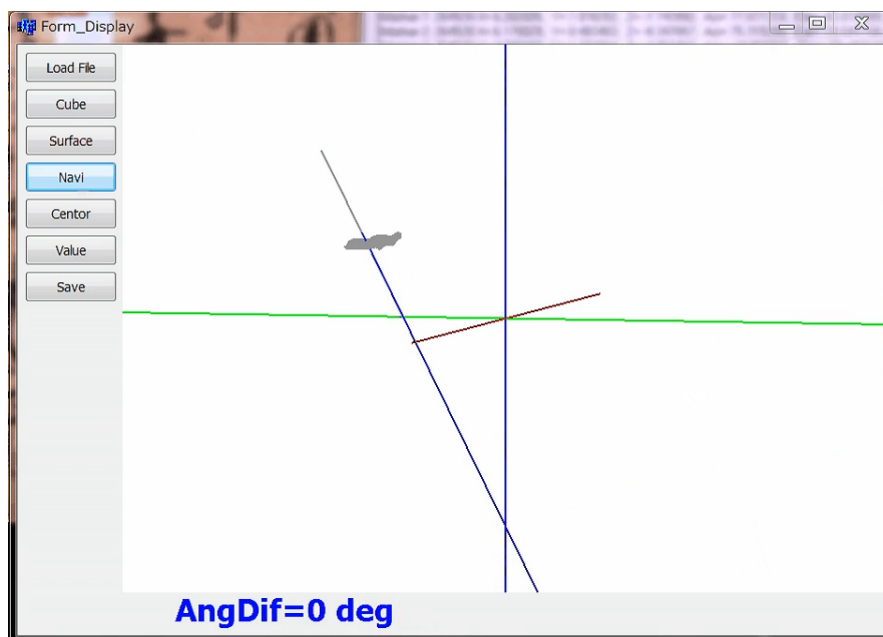 Form_Display
Load File
Cube
Surface
Navi
Centor
Value
Save
AngDif=0 deg